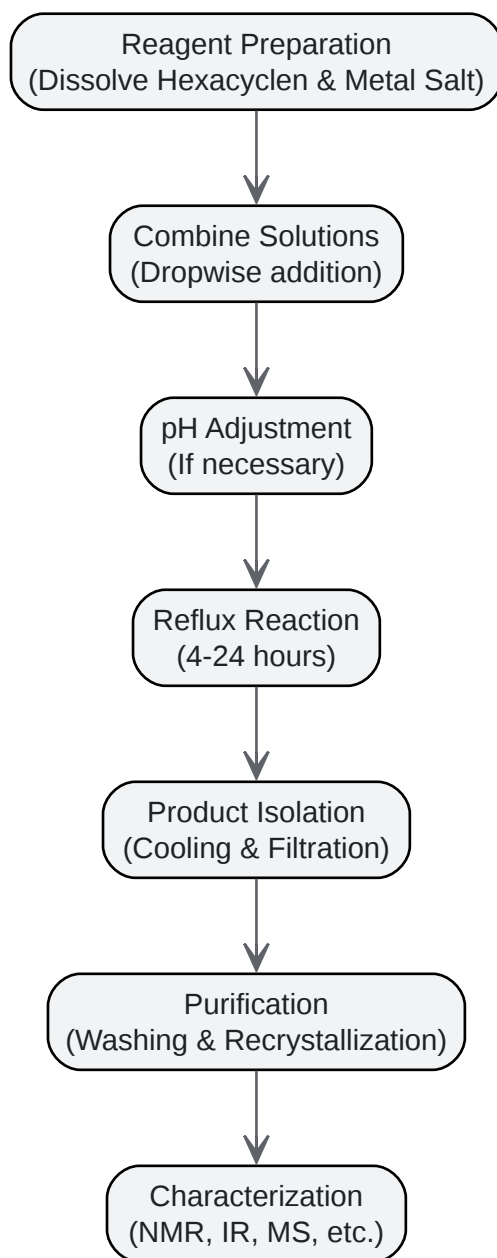 Reagent Preparation
(Dissolve Hexacyclen & Metal Salt)
Combine Solutions
(Dropwise addition)
pH Adjustment
(If necessary)
Reflux Reaction
(4-24 hours)
Product Isolation
(Cooling & Filtration)
Purification
(Washing & Recrystallization)
Characterization
(NMR, IR, MS, etc.)